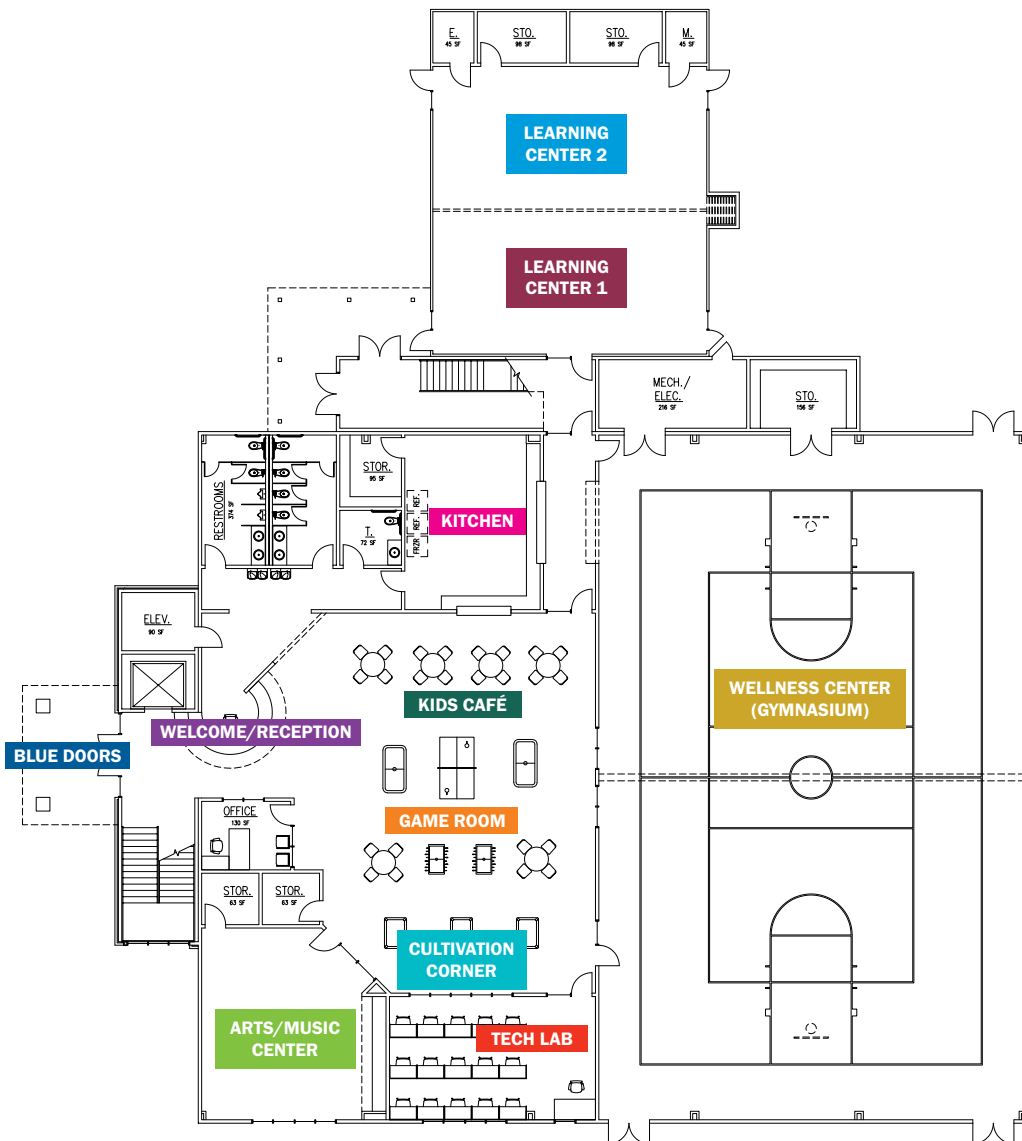 E.
45 SF
STO.
98 SF
STO.
98 SF
M.
45 SF
LEARNING
CENTER 2
LEARNING
CENTER 1
MECH./
ELEC.
216 SF
STO.
156 SF
RESTROOMS
374 SF
STOR.
95 SF
REF.
REF.
FRZR
KITCHEN
T.
72 SF
ELEV.
90 SF
KIDS CAFÉ
WELLNESS CENTER
(GYMNASIUM)
WELCOME/RECEPTION
BLUE DOORS
OFFICE
130 SF
GAME ROOM
STOR.
63 SF
STOR.
63 SF
CULTIVATION
CORNER
ARTS/MUSIC
CENTER
TECH LAB